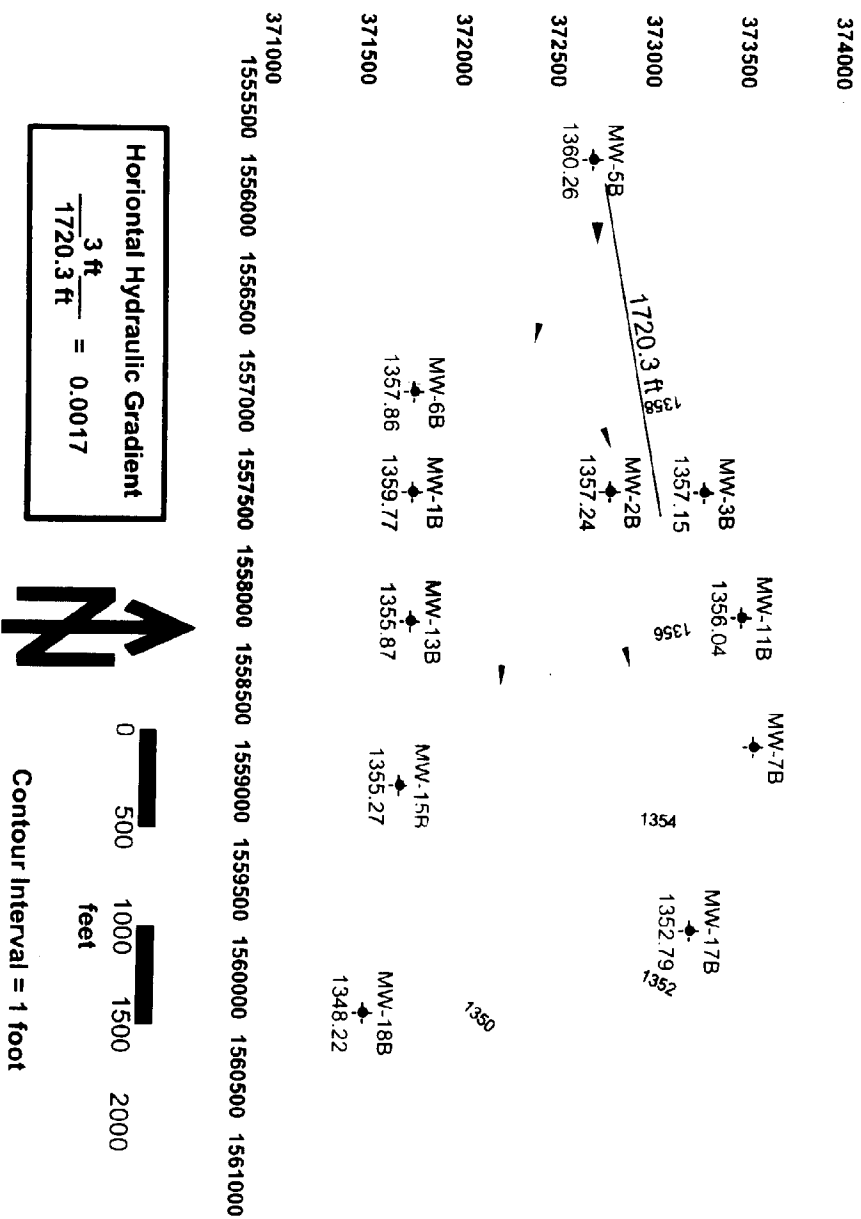 374000
373500
373000
372500
372000
371500
371000
1555500 1556000 1556500 1557000 1557500 1558000 1558500 1559000 1559500 1560000 1560500 1561000
MW-5B
1360.26
1720.3 ft
1358
MW-3B
1357.15
MW-2B
1357.24
MW-11B
1356.04
1356
MW-7B
1354
MW-17B
1352.79
1352
1350
MW-6B
1357.86
MW-1B
1359.77
MW-13B
1355.87
MW-15B
1355.27
MW-18B
1348.22
Horiontal Hydraulic Gradient
3 ft
1720.3 ft
= 0.0017
N
0 500 1000 1500 2000
feet
Contour Interval = 1 foot